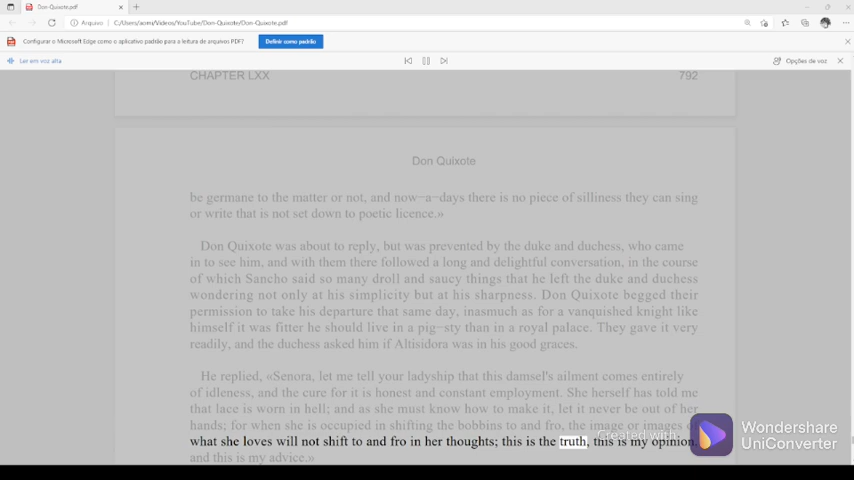 Don-Quixote.pdf
Arquivo
C:/Users/xorni/Videos/YouTube/Don-Quixote/Don-Quixote.pdf
Configurar o Microsoft Edge como o aplicativo padrão para a leitura de arquivos PDF?
Definir como padrão
Ler em voz alta
Opções de voz
CHAPTER LXX 792
Don Quixote
be germane to the matter or not, and now−a−days there is no piece of silliness they can sing
or write that is not set down to poetic licence.»
Don Quixote was about to reply, but was prevented by the duke and duchess, who came
in to see him, and with them there followed a long and delightful conversation, in the course
of which Sancho said so many droll and saucy things that he left the duke and duchess
wondering not only at his simplicity but at his sharpness. Don Quixote begged their
permission to take his departure that same day, inasmuch as for a vanquished knight like
himself it was fitter he should live in a pig−sty than in a royal palace. They gave it very
readily, and the duchess asked him if Altisidora was in his good graces.
He replied, «Senora, let me tell your ladyship that this damsel's ailment comes entirely
of idleness, and the cure for it is honest and constant employment. She herself has told me
that lace is worn in hell; and as she must know how to make it, let it never be out of her
hands; for when she is occupied in shifting the bobbins to and fro, the image or images of
what she loves will not shift to and fro in her thoughts; this is the truth, this is my opinion,
and this is my advice.»
Created with
Wondershare
UniConverter